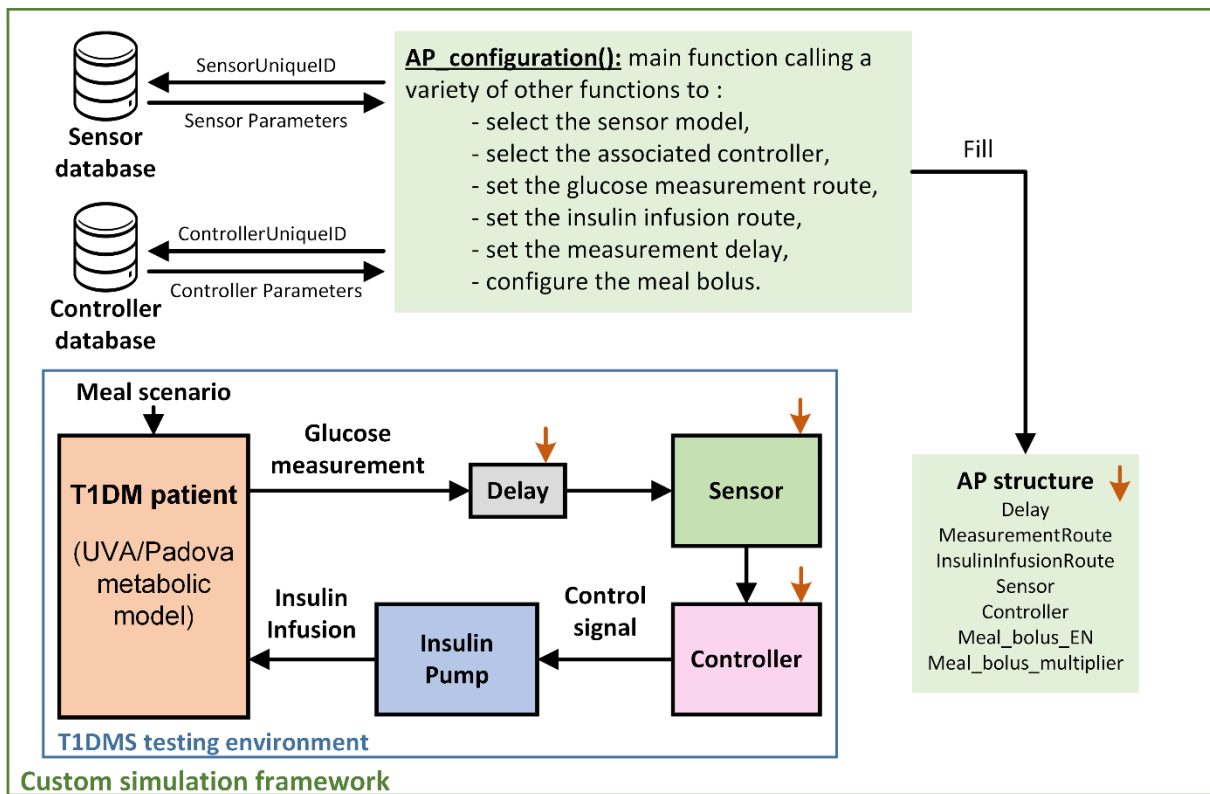 SensorUniqueID
Sensor Parameters
Sensor
database
ControllerUniqueID
Controller Parameters
Controller
database
AP_configuration(): main function calling a
variety of other functions to :
- select the sensor model,
- select the associated controller,
- set the glucose measurement route,
- set the insulin infusion route,
- set the measurement delay,
- configure the meal bolus.
Fill
AP structure
Delay
MeasurementRoute
InsulinInfusionRoute
Sensor
Controller
Meal_bolus_EN
Meal_bolus_multiplier
Meal scenario
T1DM patient
(UVA/Padova
metabolic
model)
Glucose
measurement
Delay
Sensor
Controller
Control
signal
Insulin
Pump
Insulin
Infusion
T1DMS testing environment
Custom simulation framework